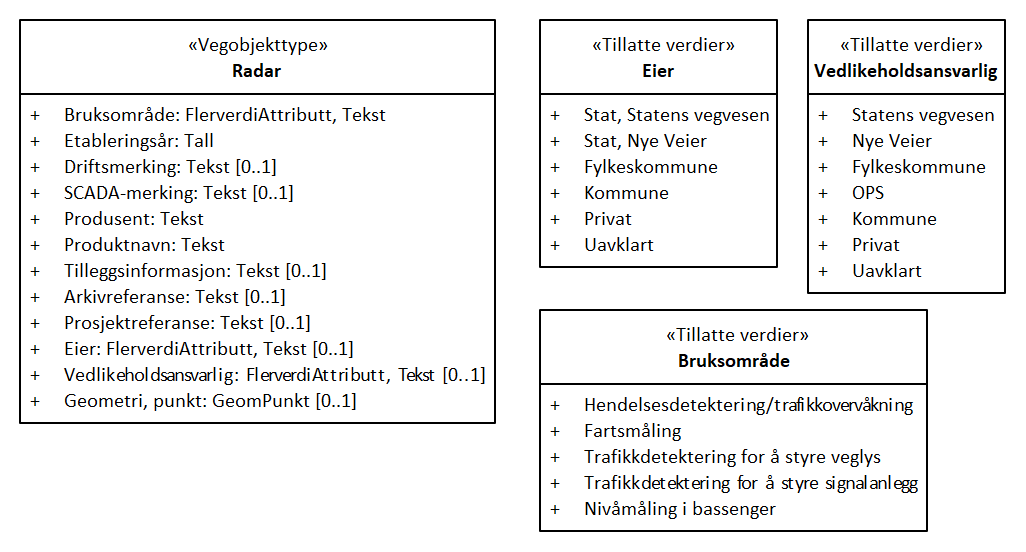 «Vegobjekttype»
Radar
+ Bruksområde: FlerverdiAttributt, Tekst
+ Etableringsår: Tall
+ Driftsmerking: Tekst [0..1]
+ SCADA-merking: Tekst [0..1]
+ Produsent: Tekst
+ Produktnavn: Tekst
+ Tilleggsinformasjon: Tekst [0..1]
+ Arkivreferanse: Tekst [0..1]
+ Prosjektreferanse: Tekst [0..1]
+ Eier: FlerverdiAttributt, Tekst [0..1]
+ Vedlikeholdsansvarlig: FlerverdiAttributt, Tekst [0..1]
+ Geometri, punkt: GeomPunkt [0..1]
«Tillatte verdier»
Eier
+ Stat, Statens vegvesen
+ Stat, Nye Veier
+ Fylkeskommune
+ Kommune
+ Privat
+ Uavklart
«Tillatte verdier»
Vedlikeholdsansvarlig
+ Statens vegvesen
+ Nye Veier
+ Fylkeskommune
+ OPS
+ Kommune
+ Privat
+ Uavklart
«Tillatte verdier»
Bruksområde
+ Hendelsesdetektering/trafikkovervåkning
+ Fartsmåling
+ Trafikkdetektering for å styre veglys
+ Trafikkdetektering for å styre signalanlegg
+ Nivåmåling i bassenger